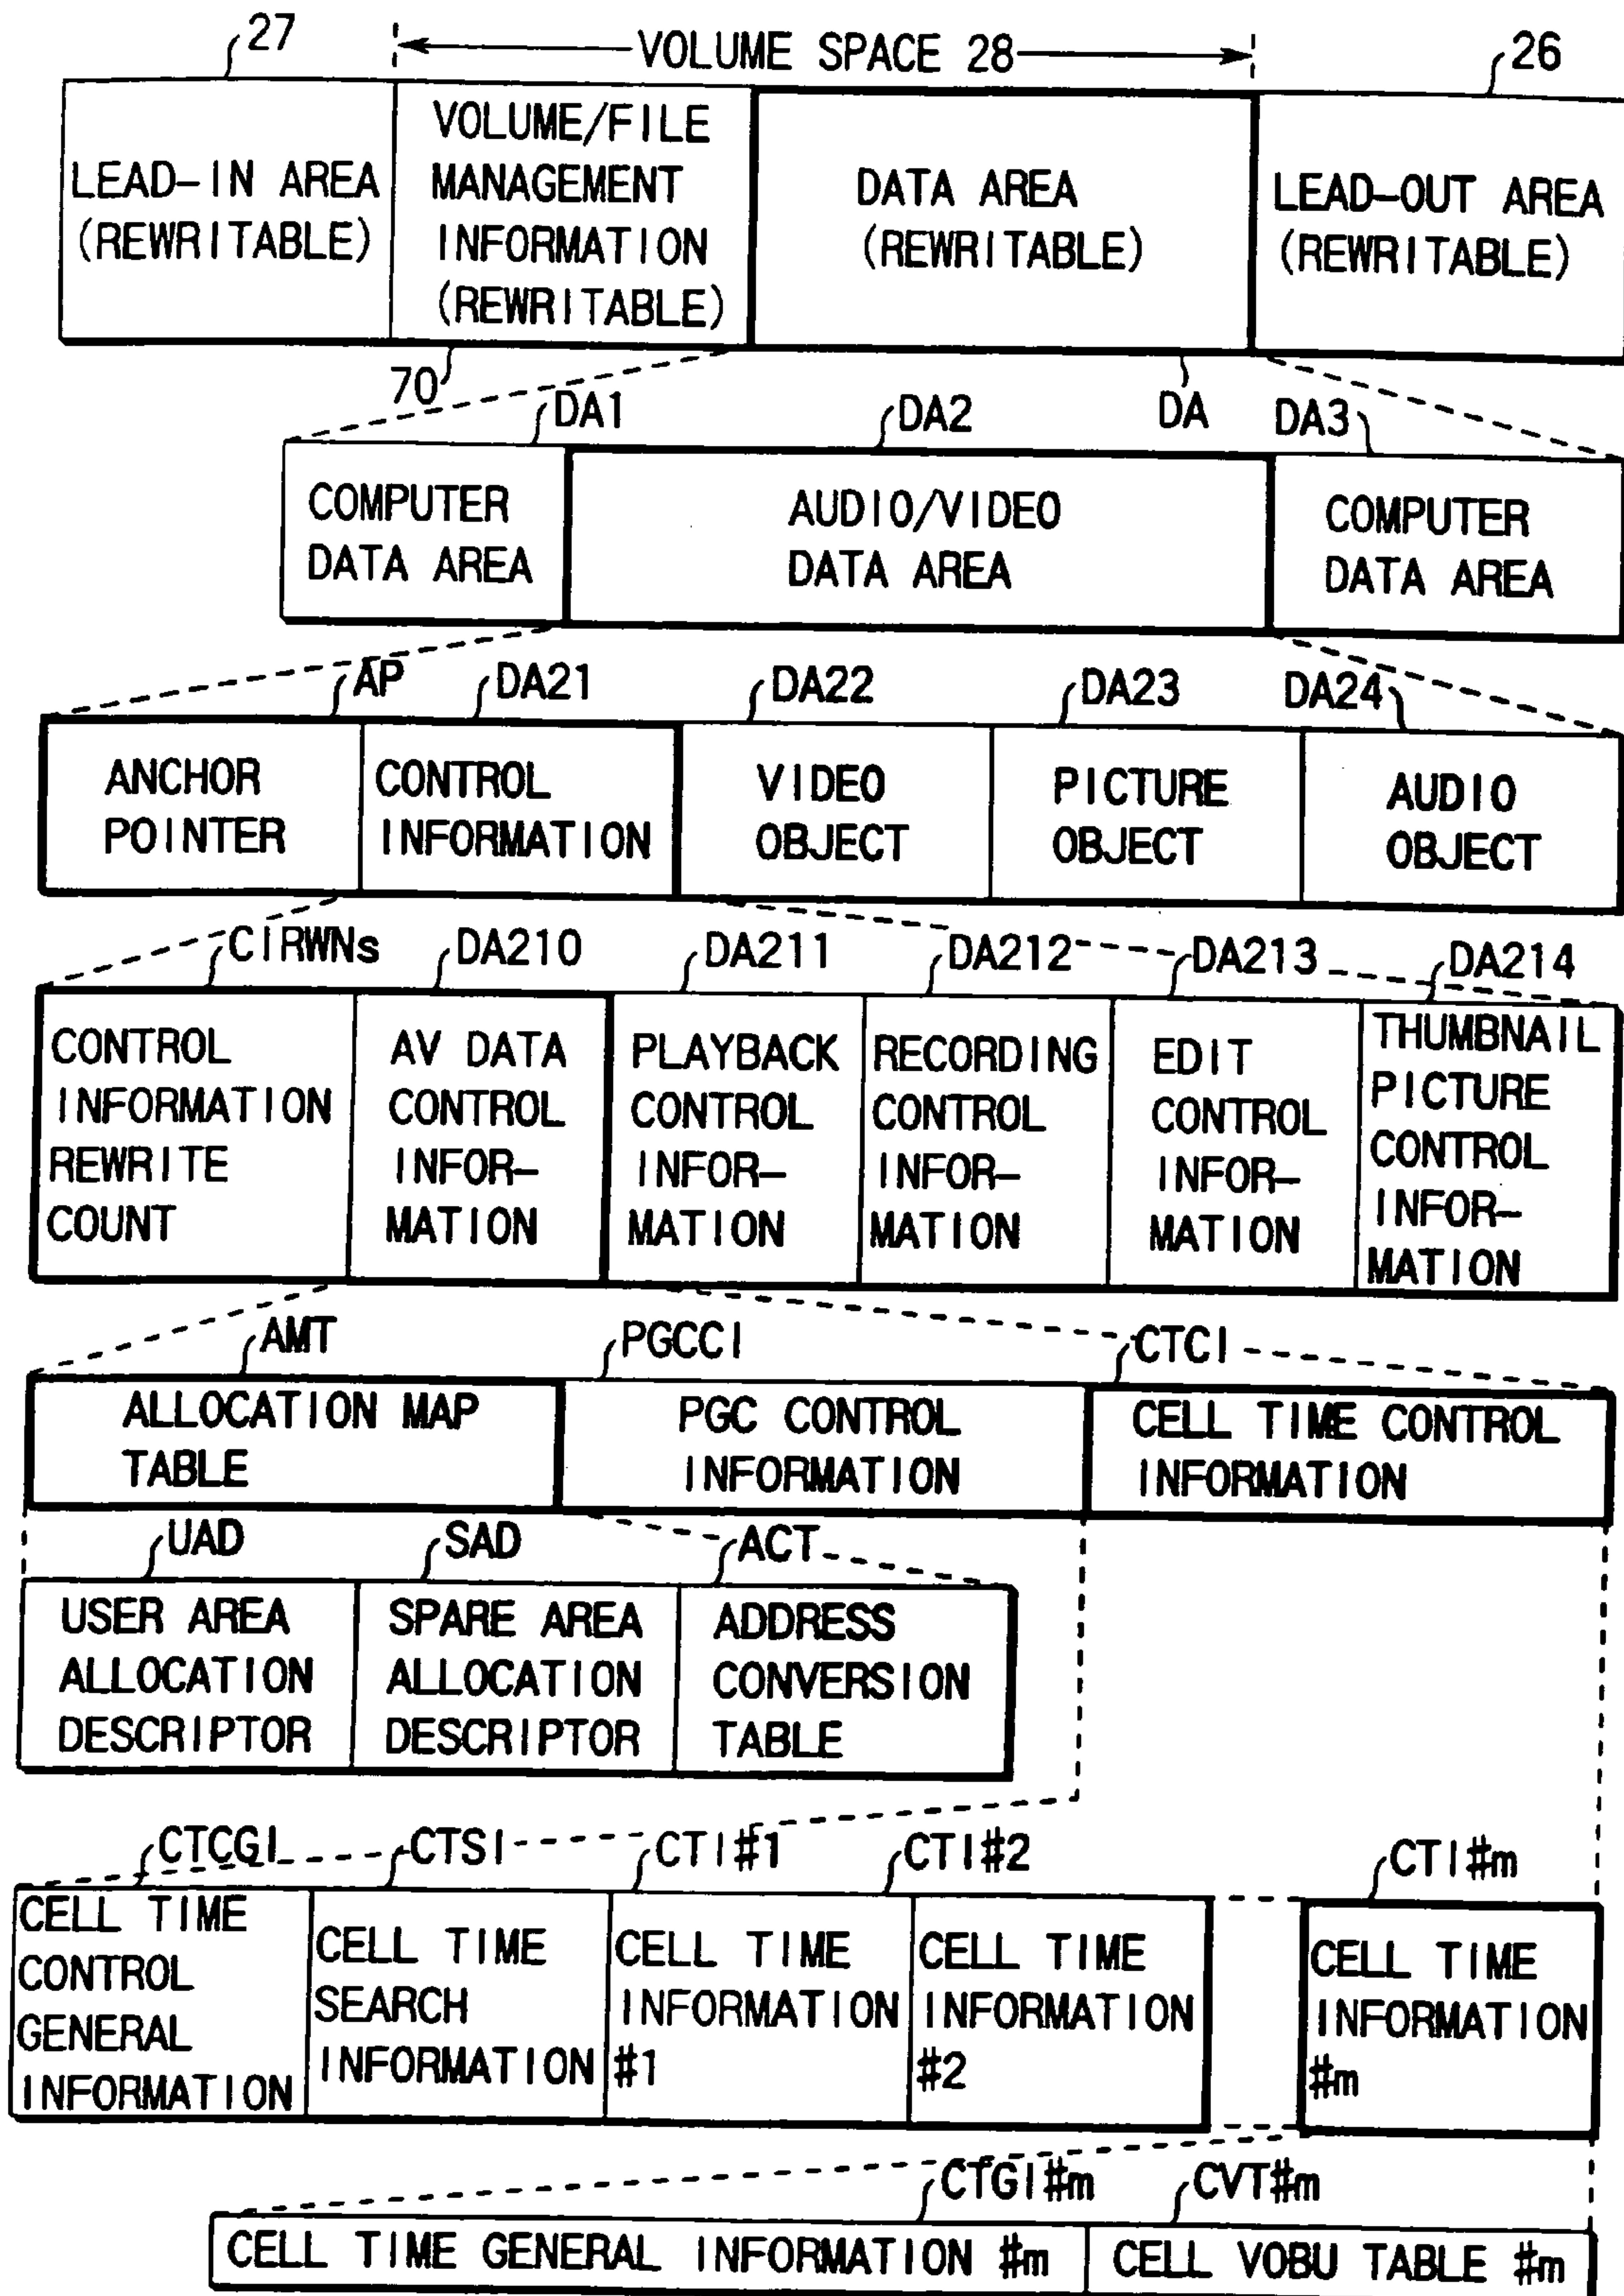 27
VOLUME SPACE 28
26
LEAD-IN AREA
(REWRITABLE)
VOLUME/FILE
MANAGEMENT
INFORMATION
(REWRITABLE)
DATA AREA
(REWRITABLE)
LEAD-OUT AREA
(REWRITABLE)
70
DA
DA1
DA2
DA3
COMPUTER
DATA AREA
AUDIO/VIDEO
DATA AREA
COMPUTER
DATA AREA
AP
DA21
DA22
DA23
DA24
ANCHOR
POINTER
CONTROL
INFORMATION
VIDEO
OBJECT
PICTURE
OBJECT
AUDIO
OBJECT
CIRWNs
DA210
DA211
DA212
DA213
DA214
CONTROL
INFORMATION
REWRITE
COUNT
AV DATA
CONTROL
INFOR-
MATION
PLAYBACK
CONTROL
INFOR-
MATION
RECORDING
CONTROL
INFOR-
MATION
EDIT
CONTROL
INFOR-
MATION
THUMBNAIL
PICTURE
CONTROL
INFOR-
MATION
AMT
PGCCI
CTCI
ALLOCATION MAP
TABLE
PGC CONTROL
INFORMATION
CELL TIME CONTROL
INFORMATION
UAD
SAD
ACT
USER AREA
ALLOCATION
DESCRIPTOR
SPARE AREA
ALLOCATION
DESCRIPTOR
ADDRESS
CONVERSION
TABLE
CTCGI
CTSI
CTI#1
CTI#2
CTI#m
CELL TIME
CONTROL
GENERAL
INFORMATION
CELL TIME
SEARCH
INFORMATION
CELL TIME
INFORMATION
#1
CELL TIME
INFORMATION
#2
CELL TIME
INFORMATION
#m
CTGI#m
CVT#m
CELL TIME GENERAL INFORMATION #m
CELL VOBU TABLE #m